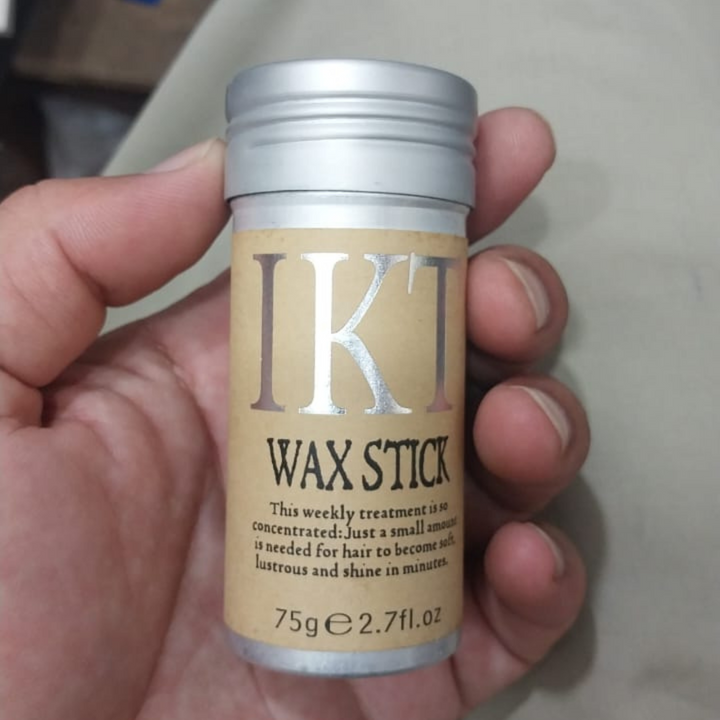 IKT
WAX STICK
This weekly treatment is so
concentrated:Just a small amount
is needed for hair to become soft,
lustrous and shine in minutes.
75g℮2.7fl.oz